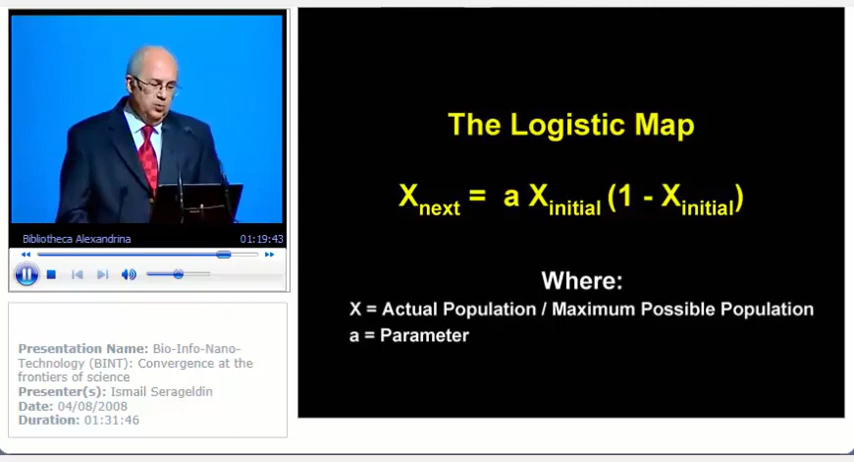 The Logistic Map
Xnext = a Xinitial (1 - Xinitial)
Where:
X = Actual Population / Maximum Possible Population
a = Parameter
Bibliotheca Alexandrina 01:19:43
Presentation Name: Bio-Info-Nano-
Technology (BINT): Convergence at the
frontiers of science
Presenter(s): Ismail Serageldin
Date: 04/08/2008
Duration: 01:31:46